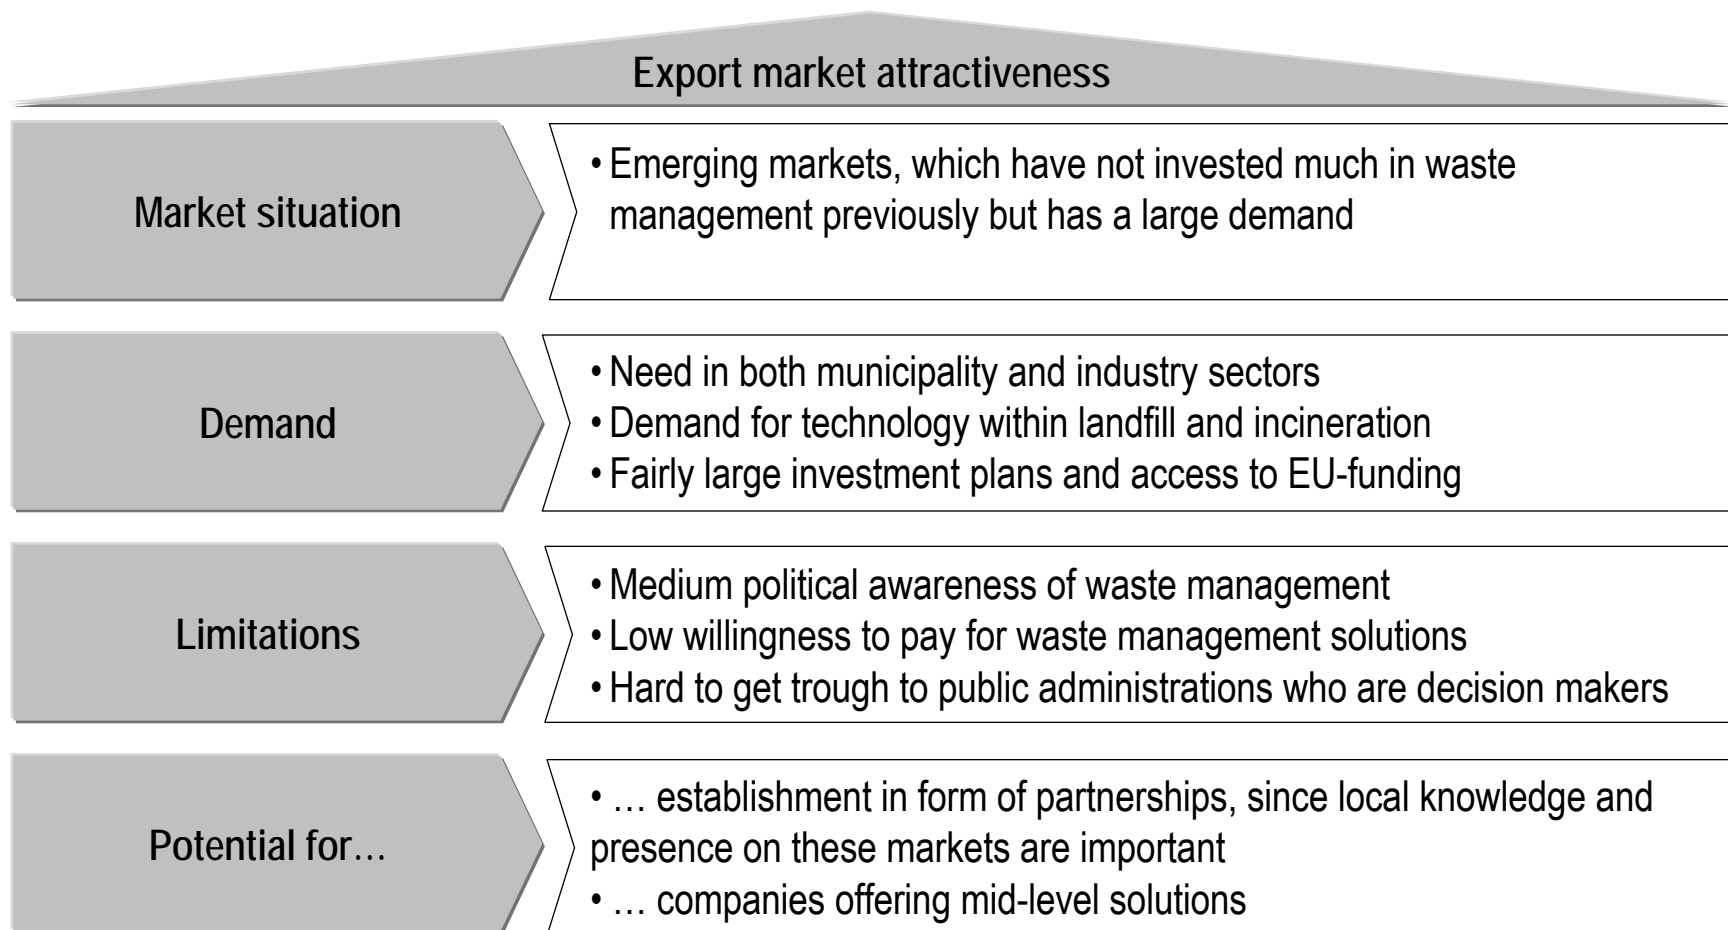 Export market attractiveness
Market situation
• Emerging markets, which have not invested much in waste
management previously but has a large demand
Demand
• Need in both municipality and industry sectors
• Demand for technology within landfill and incineration
• Fairly large investment plans and access to EU-funding
Limitations
• Medium political awareness of waste management
• Low willingness to pay for waste management solutions
• Hard to get trough to public administrations who are decision makers
Potential for…
• … establishment in form of partnerships, since local knowledge and
presence on these markets are important
• … companies offering mid-level solutions